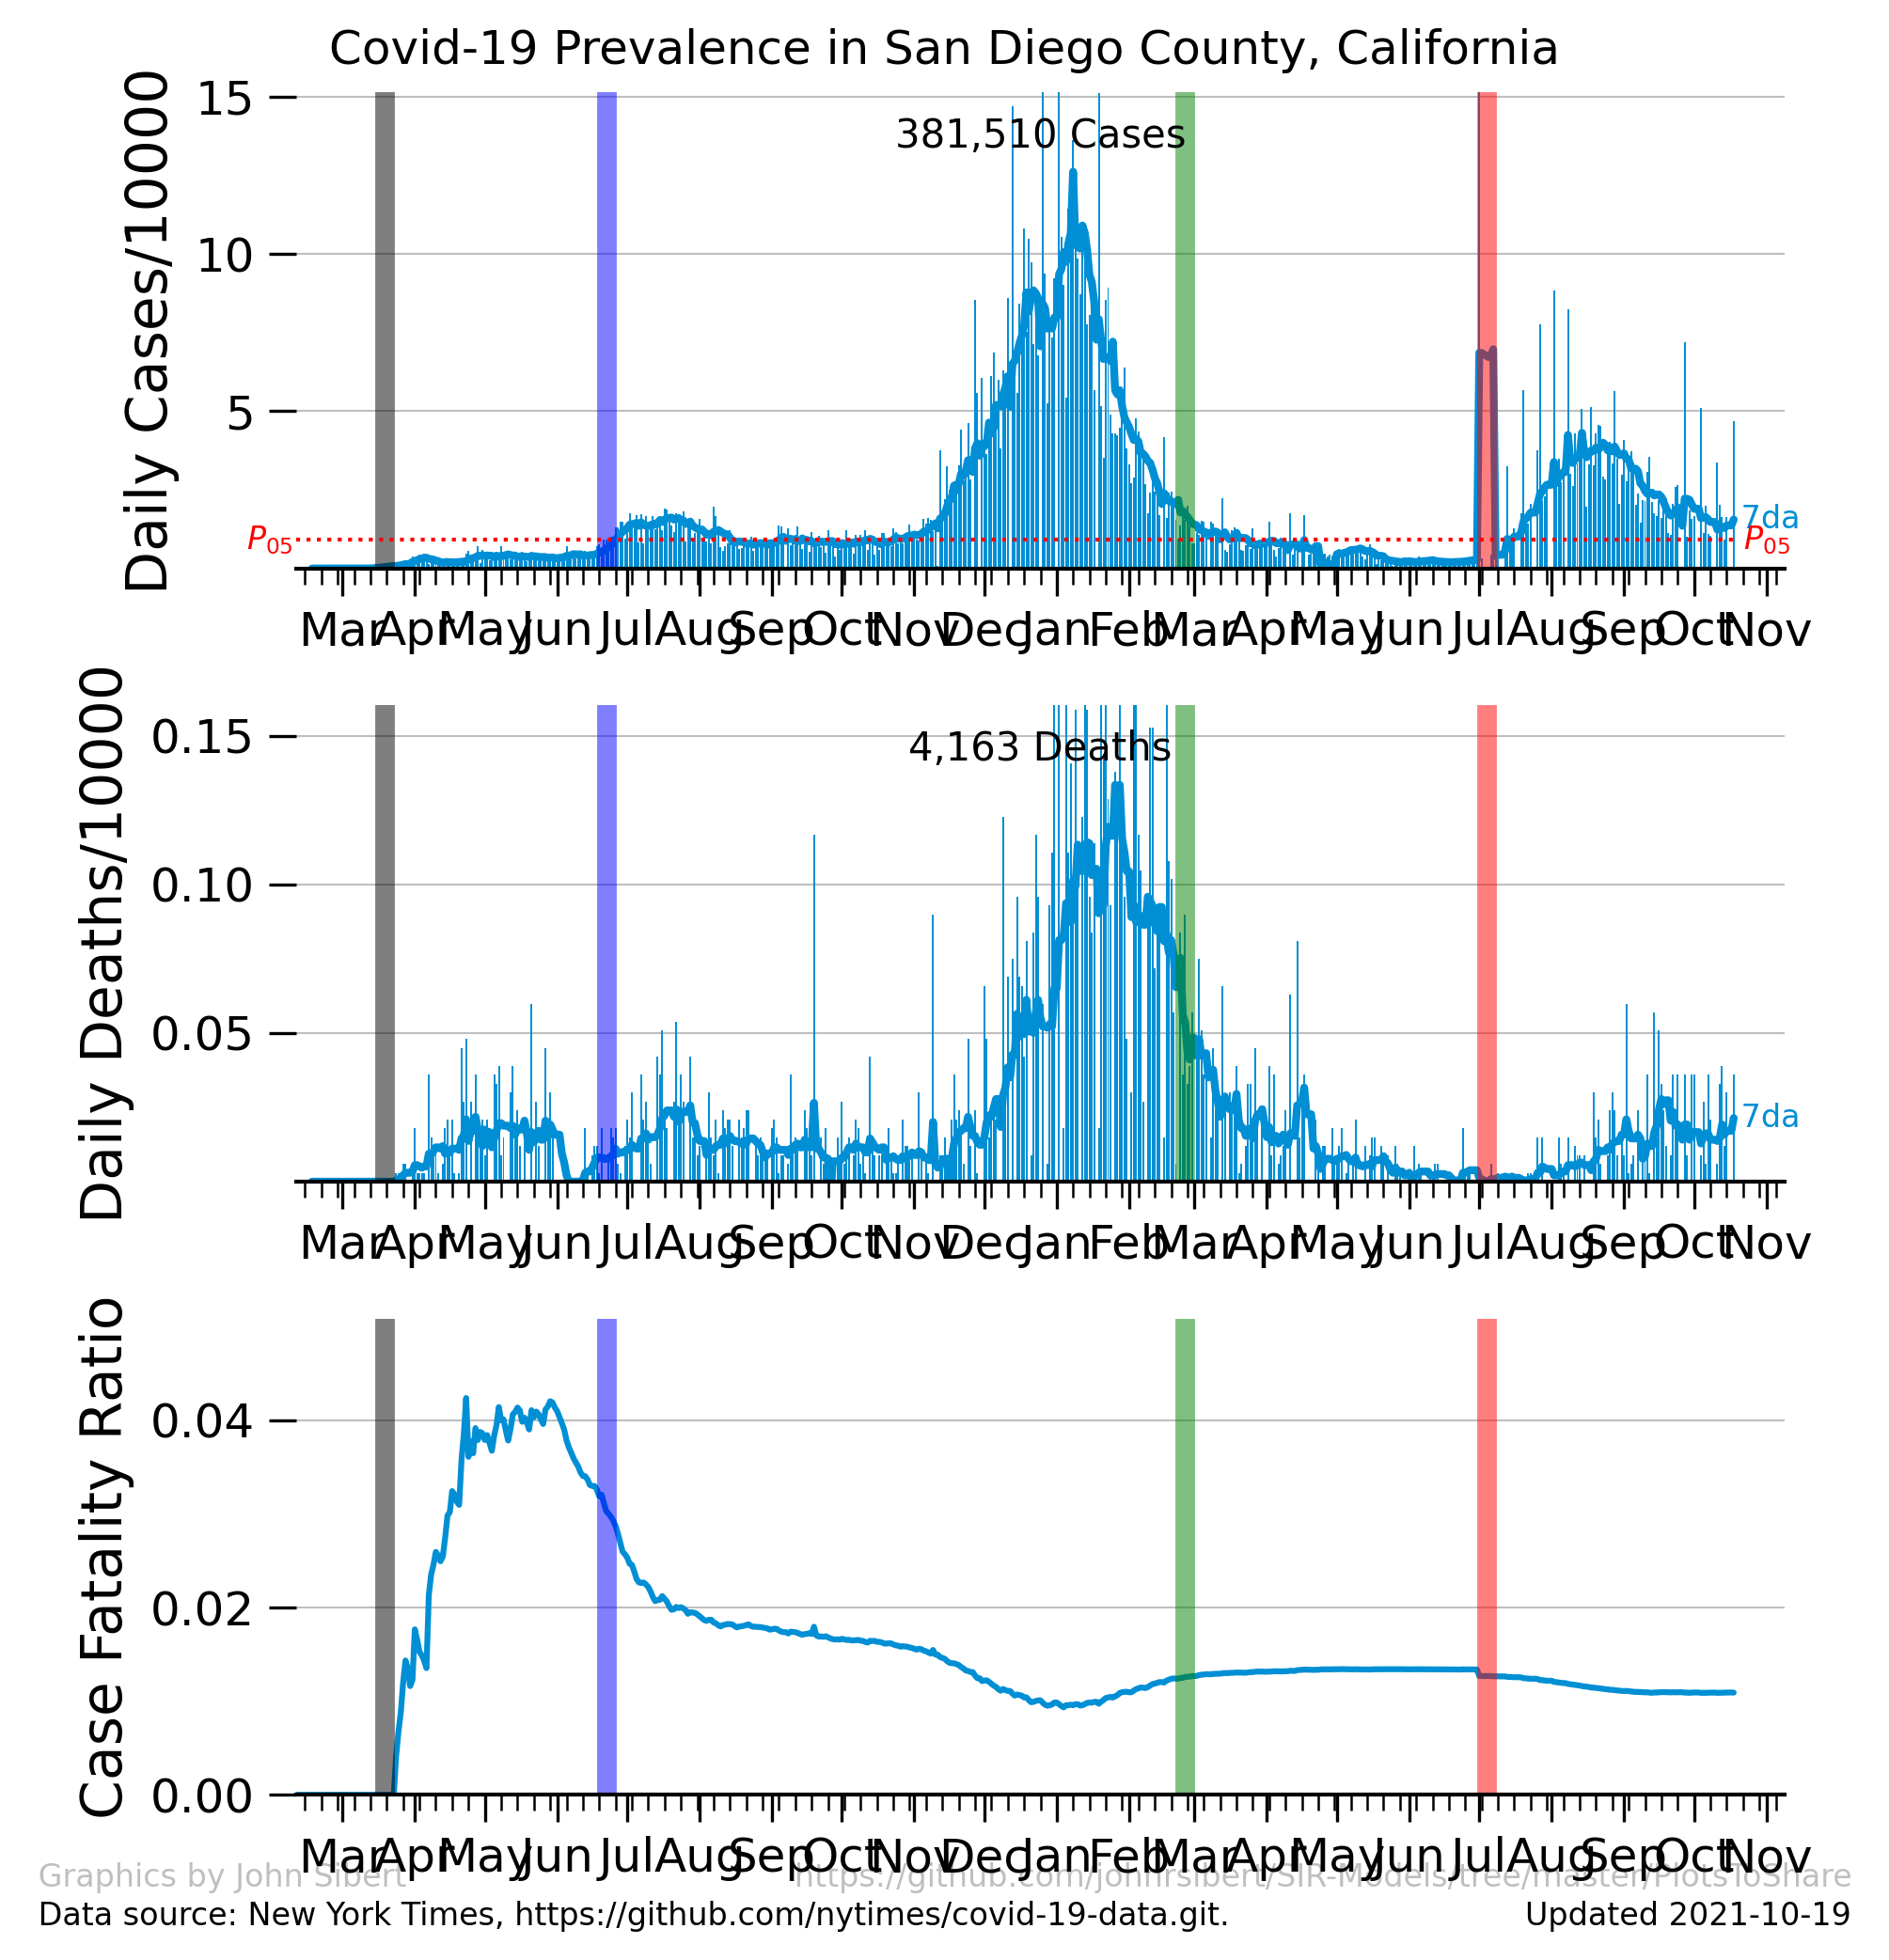 Covid-19 Prevalence in San Diego County, California
Daily Cases/10000
15
10
5
381,510 Cases
P05
7da
P05
Mar Apr May Jun Jul Aug Sep Oct Nov Dec Jan Feb Mar Apr May Jun Jul Aug Sep Oct Nov
Daily Deaths/10000
0.15
0.10
0.05
4,163 Deaths
7da
Mar Apr May Jun Jul Aug Sep Oct Nov Dec Jan Feb Mar Apr May Jun Jul Aug Sep Oct Nov
Case Fatality Ratio
0.04
0.02
0.00
Mar Apr May Jun Jul Aug Sep Oct Nov Dec Jan Feb Mar Apr May Jun Jul Aug Sep Oct Nov
Graphics by John Sibert https://github.com/johnrsibert/SIR-Models/tree/master/PlotsToShare
Data source: New York Times, https://github.com/nytimes/covid-19-data.git. Updated 2021-10-19